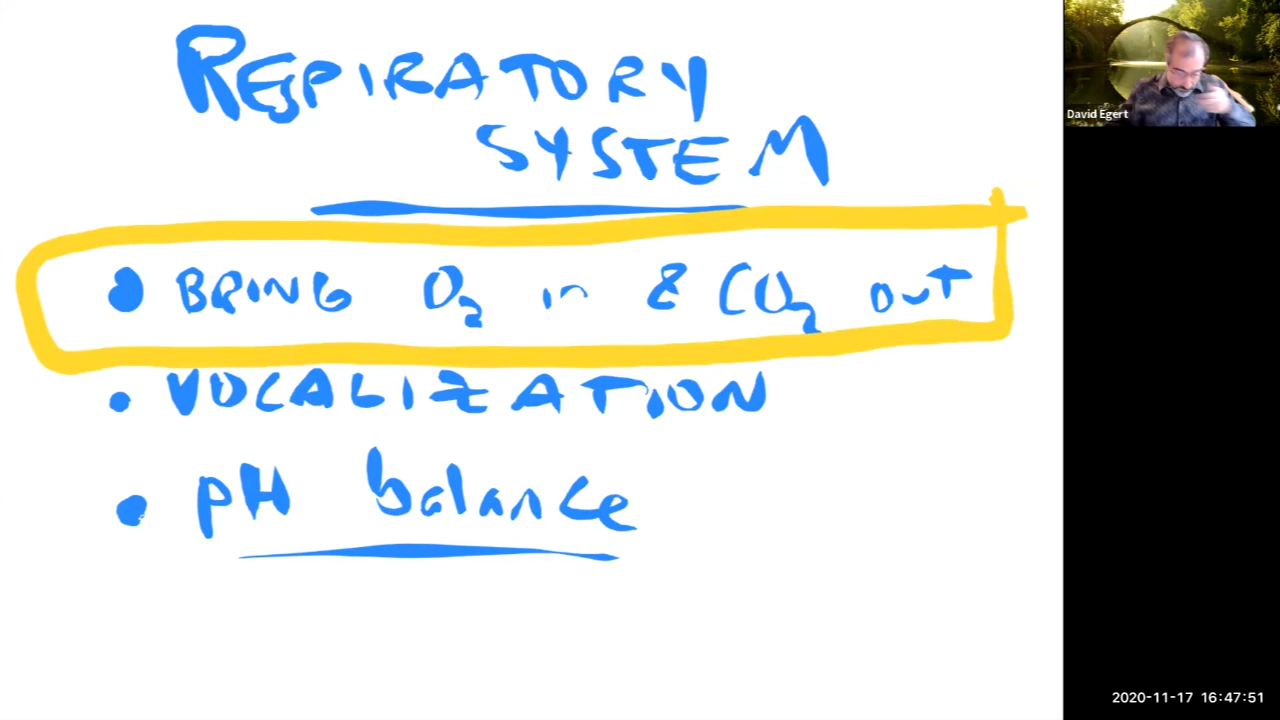 RESPIRATORY
SYSTEM
• BRING O₂ in & CO₂ out
• VOCALIZATION
• pH balance
David Egert
2020-11-17 16:47:51